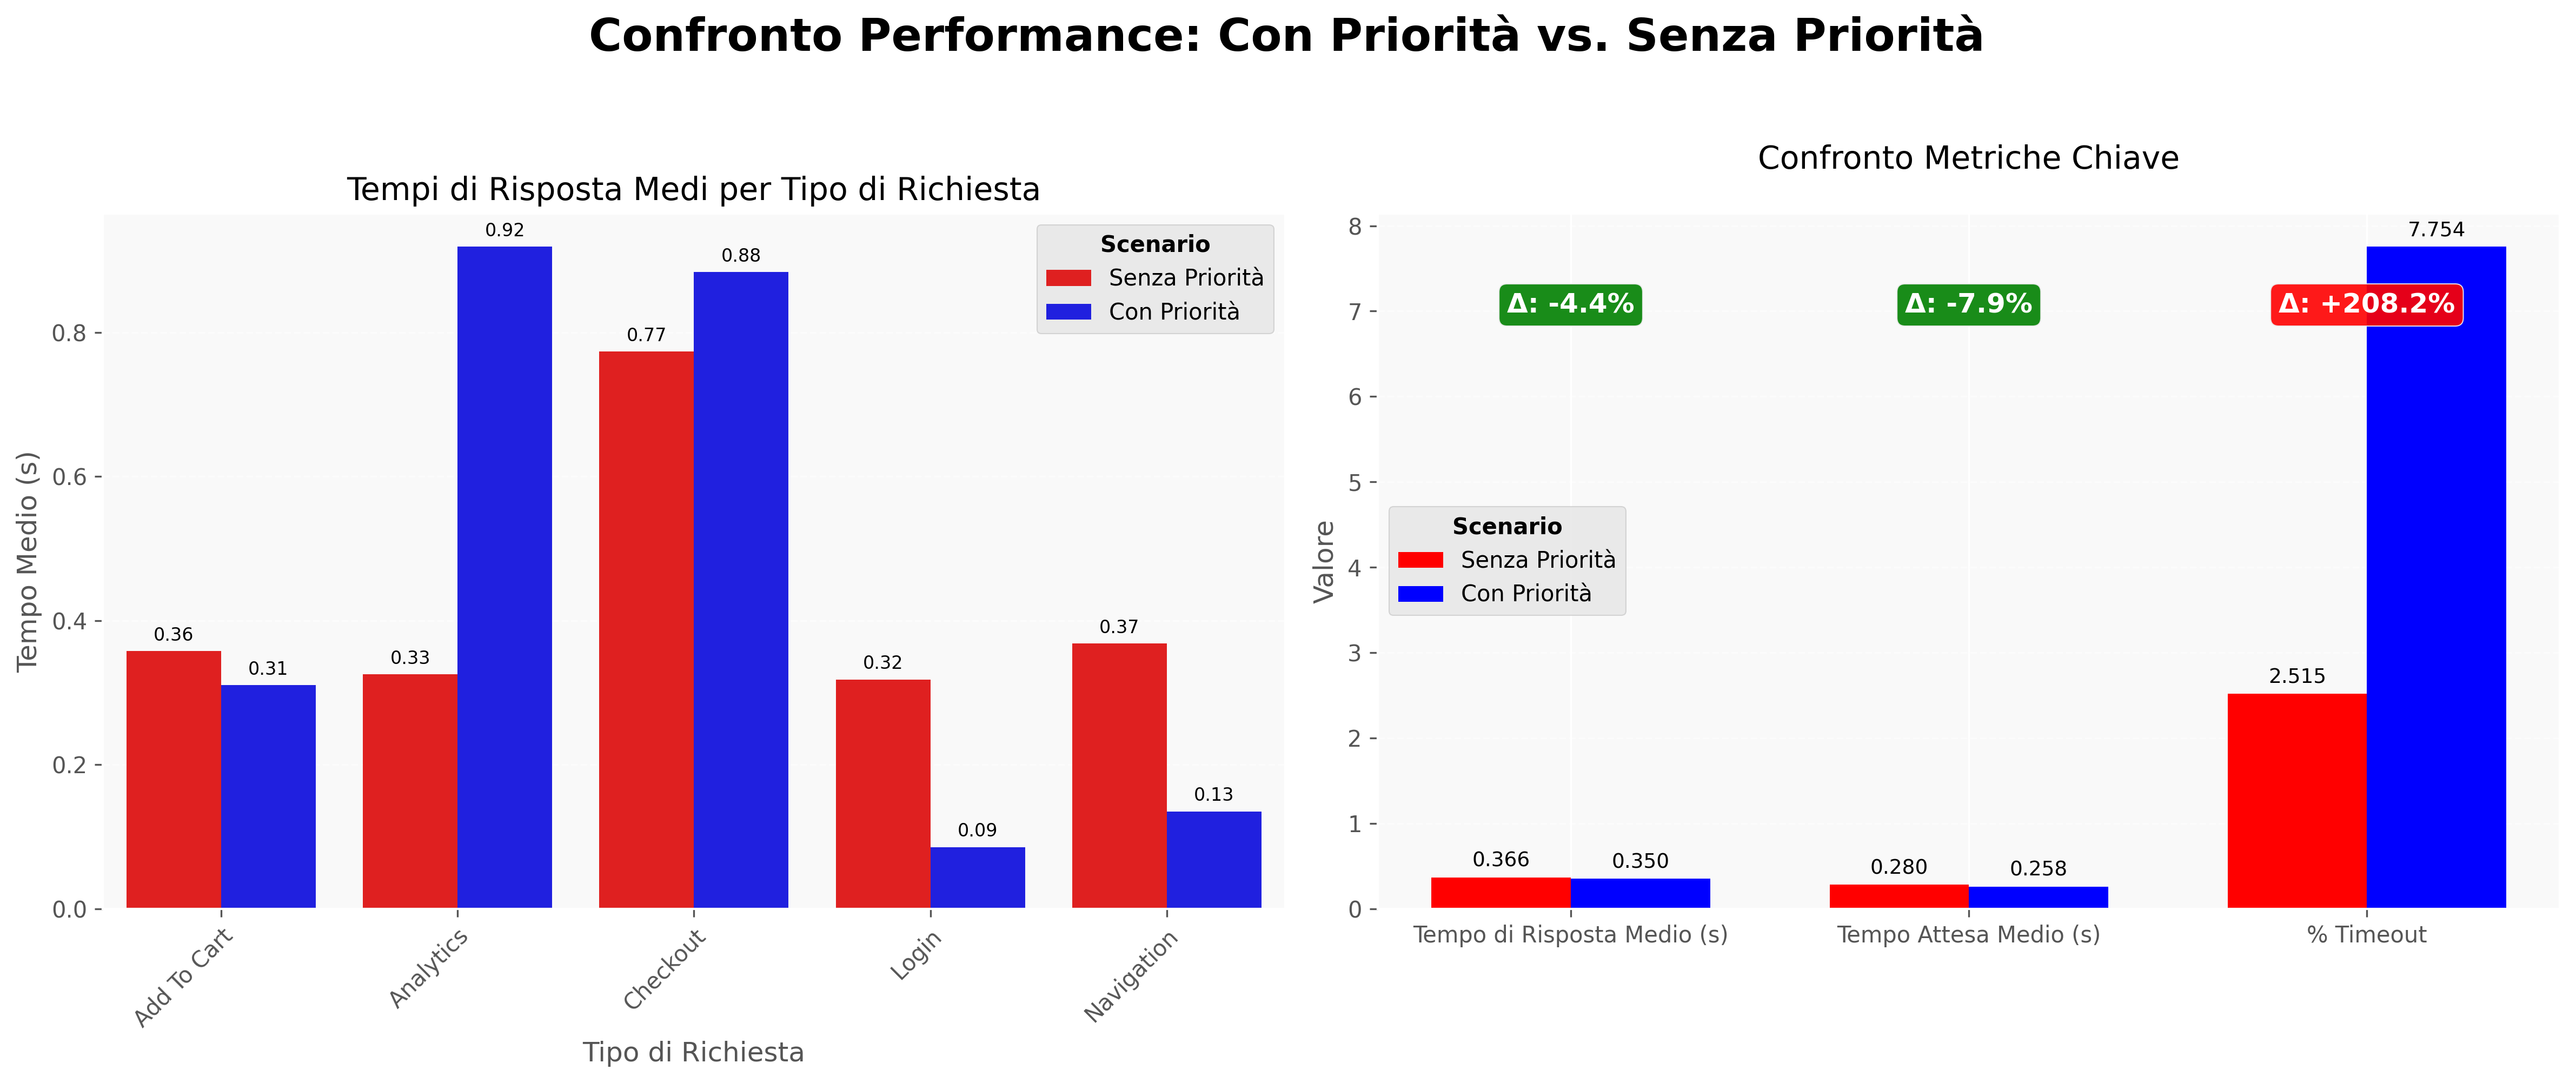 Confronto Performance: Con Priorità vs. Senza Priorità
Tempi di Risposta Medi per Tipo di Richiesta
Tempo Medio (s)
0.8
0.6
0.4
0.2
0.0
0.36
0.31
0.33
0.92
0.77
0.88
0.32
0.09
0.37
0.13
Scenario
Senza Priorità
Con Priorità
Add To Cart
Analytics
Checkout
Login
Navigation
Tipo di Richiesta
Confronto Metriche Chiave
Valore
8
7
6
5
4
3
2
1
0
Δ: -4.4%
Δ: -7.9%
Δ: +208.2%
Scenario
Senza Priorità
Con Priorità
0.366
0.350
0.280
0.258
2.515
7.754
Tempo di Risposta Medio (s)
Tempo Attesa Medio (s)
% Timeout